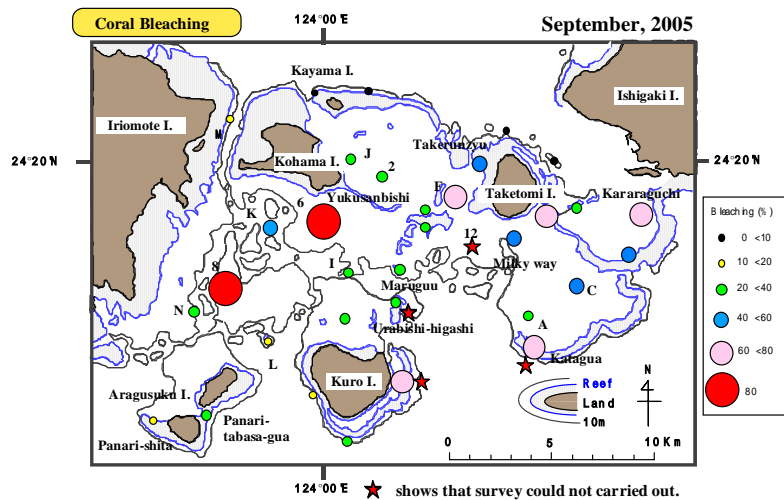 Coral Bleaching
124°00'E
September, 2005
Kayama I.
Ishigaki I.
Iriomote I.
M
Takerunzyu
J
24°20'N
Kohama I.
2
24°20'N
Taketomi I.
Kararaguchi
E
6
Yukusanbishi
K
12
Milky way
8
I
Maruguu
C
N
Urabishi-higashi
A
L
Katagua
Kuro I.
N
Aragusuku I.
Reef
Land
10m
Panari-
tabasa-gua
Panari-shita
0 5 10 Km
124°00'E
Bleaching (%)
0 <10
10 <20
20 <40
40 <60
60 <80
80
shows that survey could not carried out.